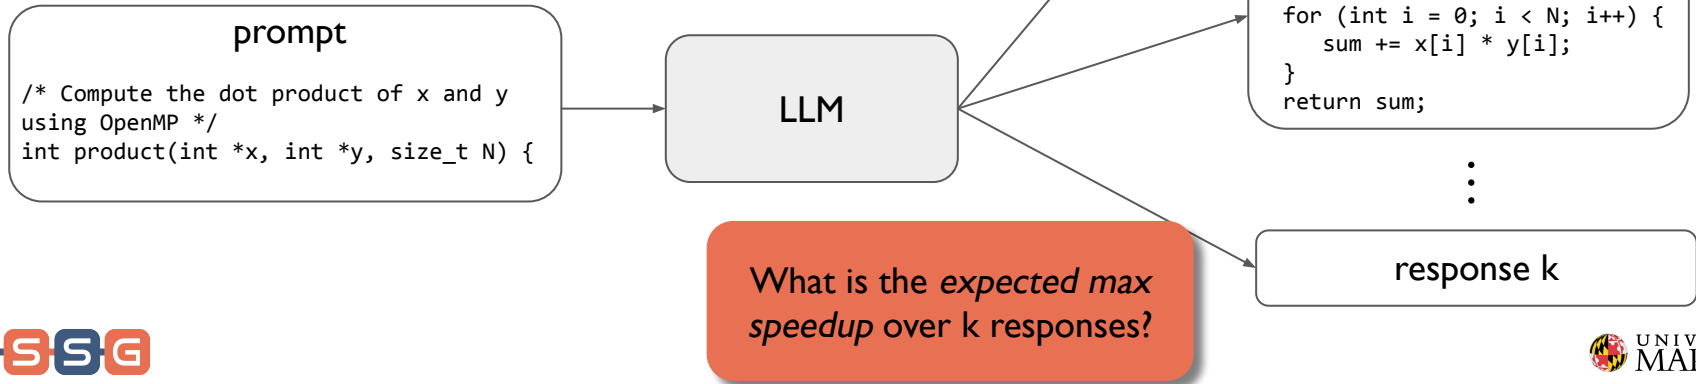 prompt
/* Compute the dot product of x and y
using OpenMP */
int product(int *x, int *y, size_t N) {
LLM
for (int i = 0; i < N; i++) {
sum += x[i] * y[i];
}
return sum;
response k
What is the expected max
speedup over k responses?
SSG